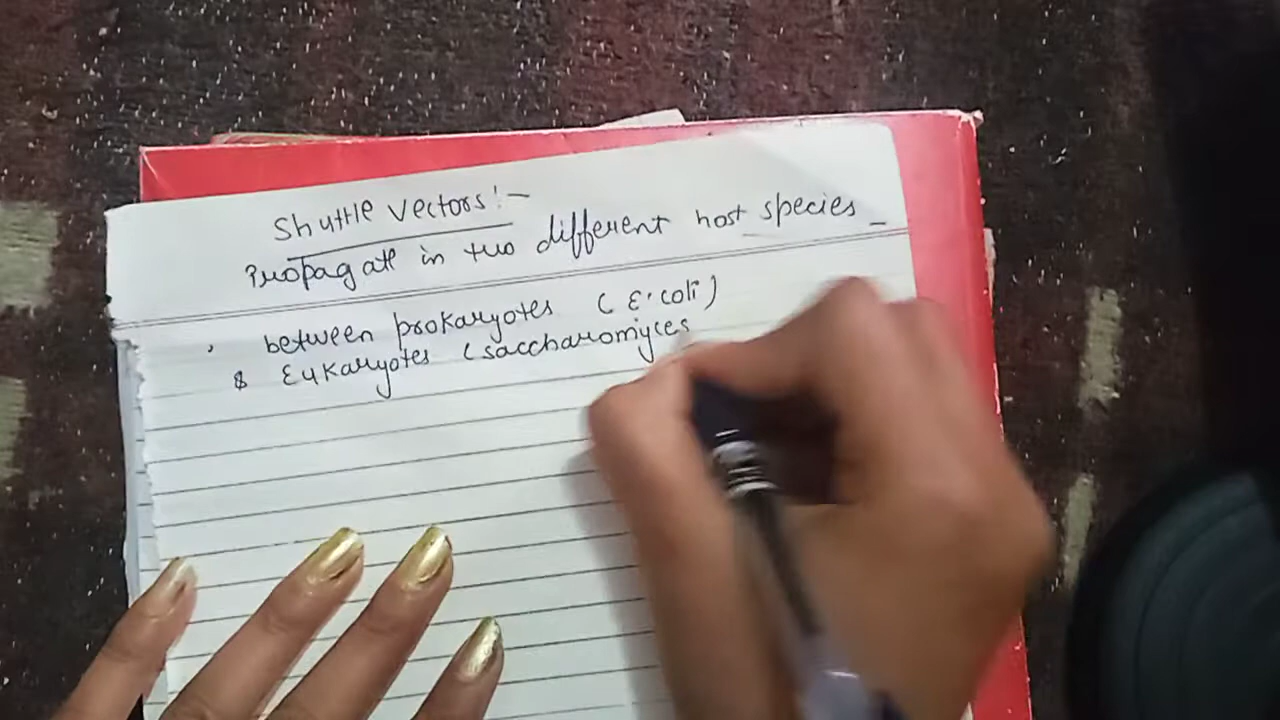 Shuttle Vectors!-
Propagate in two different host species -
. between prokaryotes (E.coli)
& Eukaryotes (saccharomyces